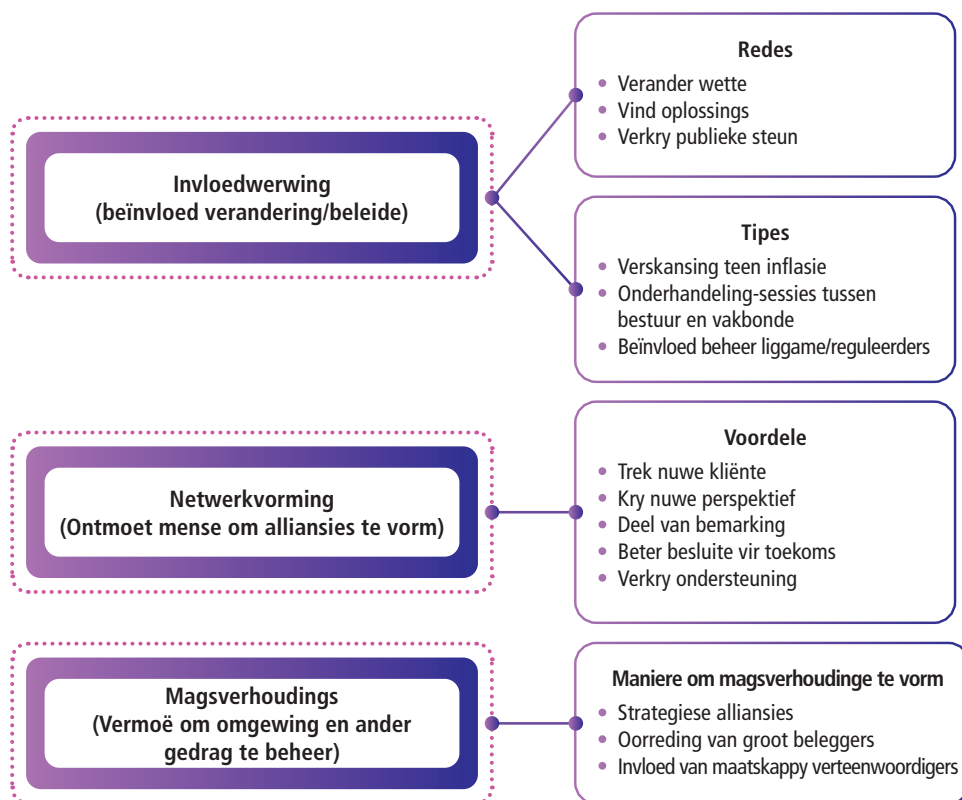 Invloedwerwing
(beïnvloed verandering/beleide)
Redes
• Verander wette
• Vind oplossings
• Verkry publieke steun
Tipes
• Verskansing teen inflasie
• Onderhandeling-sessies tussen
bestuur en vakbonde
• Beïnvloed beheer liggame/reguleerders
Netwerkvorming
(Ontmoet mense om alliansies te vorm)
Voordele
• Trek nuwe kliënte
• Kry nuwe perspektief
• Deel van bemarking
• Beter besluite vir toekoms
• Verkry ondersteuning
Magsverhoudings
(Vermoë om omgewing en ander
gedrag te beheer)
Maniere om magsverhoudinge te vorm
• Strategiese alliansies
• Oorreding van groot beleggers
• Invloed van maatskappy verteenwoordigers